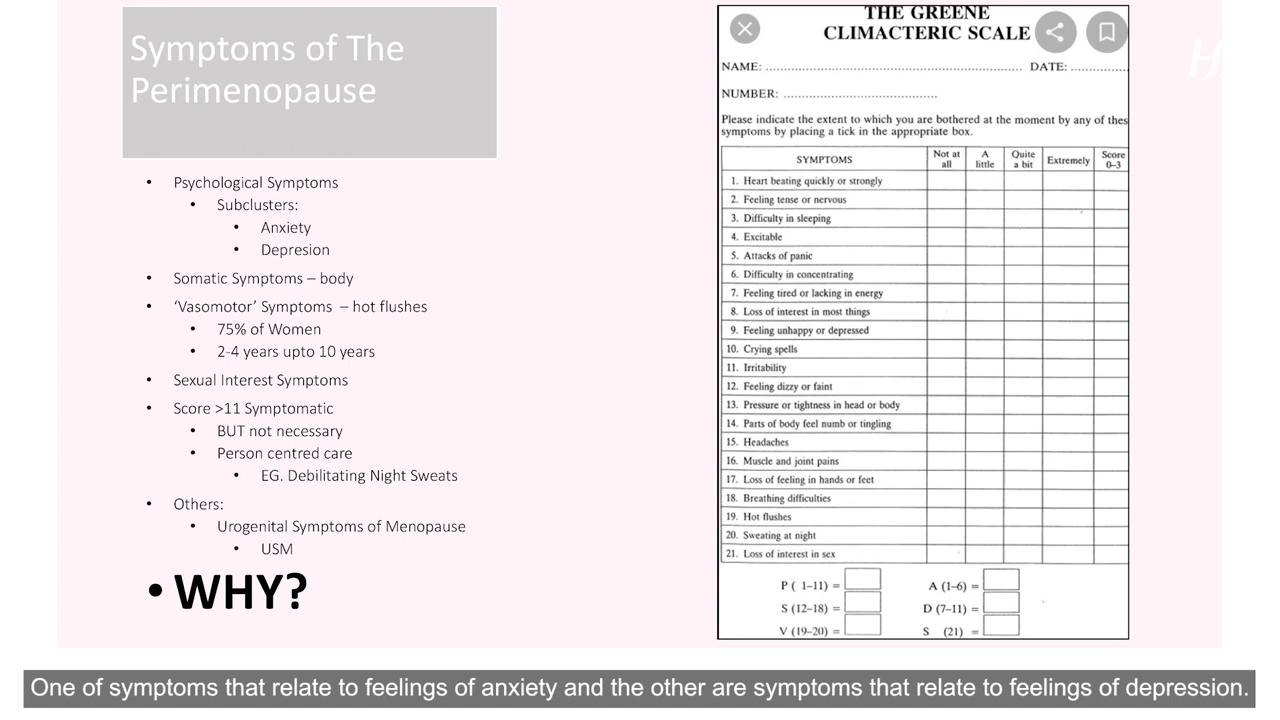 Symptoms of The
Perimenopause
• Psychological Symptoms
• Subclusters:
• Anxiety
• Depresion
• Somatic Symptoms – body
• ‘Vasomotor’ Symptoms – hot flushes
• 75% of Women
• 2-4 years upto 10 years
• Sexual Interest Symptoms
• Score >11 Symptomatic
• BUT not necessary
• Person centred care
• EG. Debilitating Night Sweats
• Others:
• Urogenital Symptoms of Menopause
• USM
• WHY?
THE GREENE
CLIMACTERIC SCALE
NAME: ........................................ DATE: ..............
NUMBER: ........................................
Please indicate the extent to which you are bothered at the moment by any of thes
symptoms by placing a tick in the appropriate box.
SYMPTOMS Not at all A little Quite a bit Extremely Score 0–3
1. Heart beating quickly or strongly
2. Feeling tense or nervous
3. Difficulty in sleeping
4. Excitable
5. Attacks of panic
6. Difficulty in concentrating
7. Feeling tired or lacking in energy
8. Loss of interest in most things
9. Feeling unhappy or depressed
10. Crying spells
11. Irritability
12. Feeling dizzy or faint
13. Pressure or tightness in head or body
14. Parts of body feel numb or tingling
15. Headaches
16. Muscle and joint pains
17. Loss of feeling in hands or feet
18. Breathing difficulties
19. Hot flushes
20. Sweating at night
21. Loss of interest in sex
P ( 1–11) = A (1–6) =
S (12–18) = D (7–11) =
V (19–20) = S (21) =
One of symptoms that relate to feelings of anxiety and the other are symptoms that relate to feelings of depression.